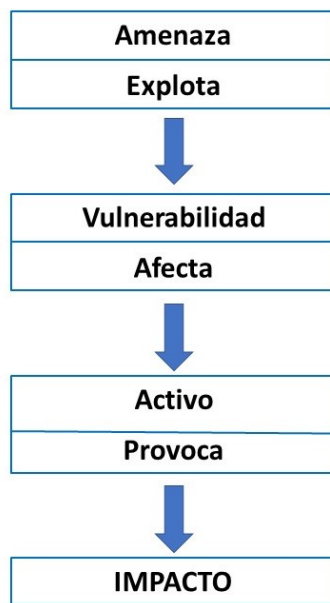 Amenaza
Explota
Vulnerabilidad
Afecta
Activo
Provoca
IMPACTO